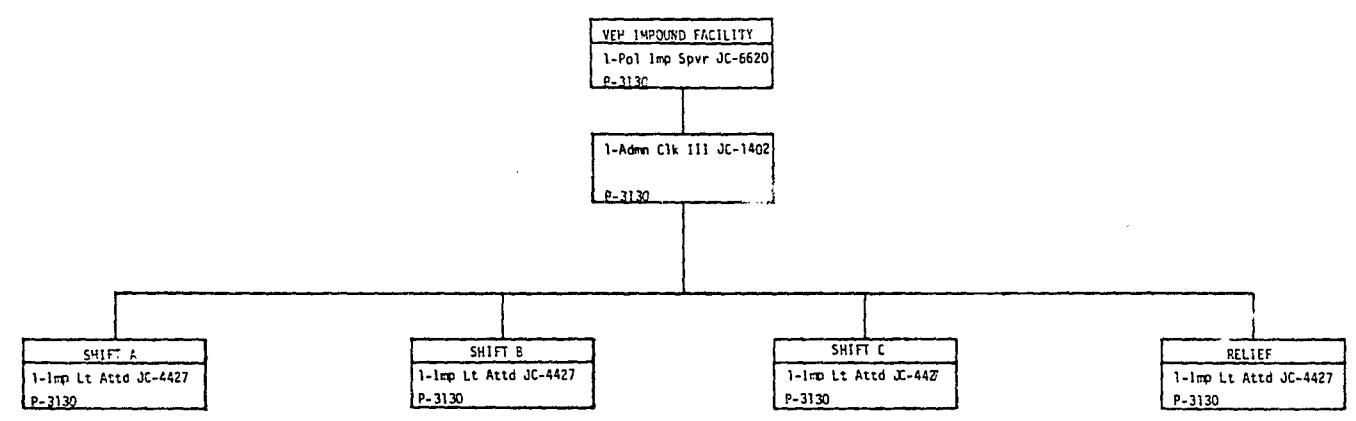 VEH IMPOUND FACILITY
1-Pol Imp Spvr JC-6620
P-3130
1-Admn Clk III JC-1402
P-3130
SHIFT A
1-Imp Lt Attd JC-4427
P-3130
SHIFT B
1-Imp Lt Attd JC-4427
P-3130
SHIFT C
1-Imp Lt Attd JC-4427
P-3130
RELIEF
1-Imp Lt Attd JC-4427
P-3130